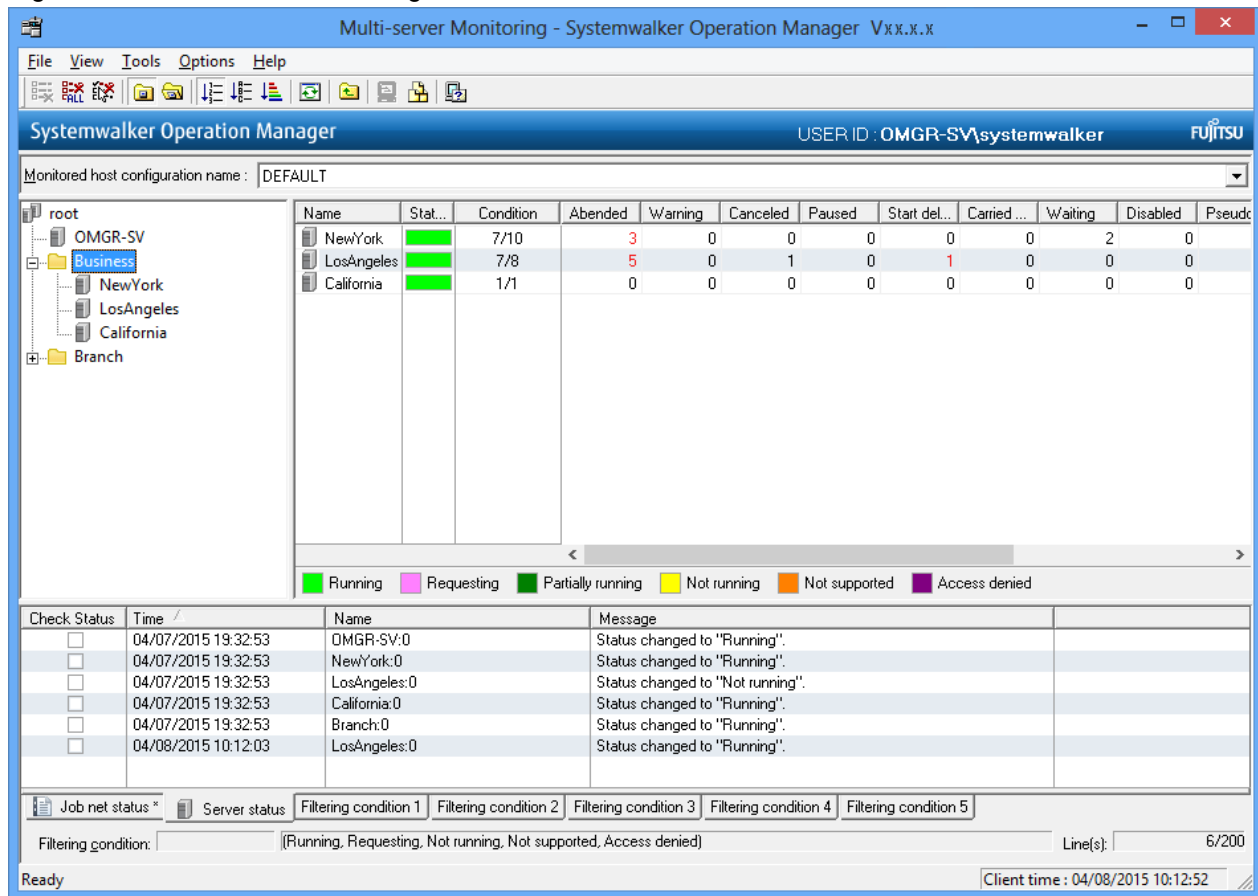 Multi-server Monitoring - Systemwalker Operation Manager Vxx.x.x
File View Tools Options Help
ALL
Systemwalker Operation Manager USER ID : OMGR-SV\systemwalker FUJITSU
Monitored host configuration name : DEFAULT
root
OMGR-SV
Business
NewYork
LosAngeles
California
Branch
Name Stat... Condition Abended Warning Canceled Paused Start del... Carried ... Waiting Disabled Pseudo
NewYork 7/10 3 0 0 0 0 0 2 0
LosAngeles 7/8 5 0 1 0 1 0 0 0
California 1/1 0 0 0 0 0 0 0 0
Running Requesting Partially running Not running Not supported Access denied
Check Status Time Name Message
04/07/2015 19:32:53 OMGR-SV:0 Status changed to "Running".
04/07/2015 19:32:53 NewYork:0 Status changed to "Running".
04/07/2015 19:32:53 LosAngeles:0 Status changed to "Not running".
04/07/2015 19:32:53 California:0 Status changed to "Running".
04/07/2015 19:32:53 Branch:0 Status changed to "Running".
04/08/2015 10:12:03 LosAngeles:0 Status changed to "Running".
Job net status * Server status Filtering condition 1 Filtering condition 2 Filtering condition 3 Filtering condition 4 Filtering condition 5
Filtering condition: (Running, Requesting, Not running, Not supported, Access denied) Line(s): 6/200
Ready Client time : 04/08/2015 10:12:52